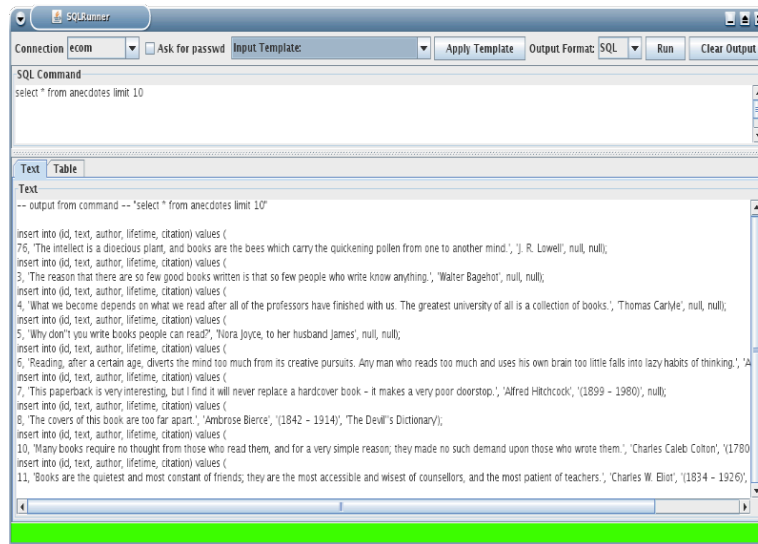 SQLRunner
Connection ecom Ask for passwd Input Template: Apply Template Output Format: SQL Run Clear Output
SQL Command
select * from anecdotes limit 10
Text Table
Text
-- output from command -- "select * from anecdotes limit 10"
insert into (id, text, author, lifetime, citation) values (
76, 'The intellect is a dioecious plant, and books are the bees which carry the quickening pollen from one to another mind.', 'J. R. Lowell', null, null);
insert into (id, text, author, lifetime, citation) values (
3, 'The reason that there are so few good books written is that so few people who write know anything.', 'Walter Bagehot', null, null);
insert into (id, text, author, lifetime, citation) values (
4, 'What we become depends on what we read after all of the professors have finished with us. The greatest university of all is a collection of books.', 'Thomas Carlyle', null, null);
insert into (id, text, author, lifetime, citation) values (
5, 'Why don''t you write books people can read?', 'Nora Joyce, to her husband James', null, null);
insert into (id, text, author, lifetime, citation) values (
6, 'Reading, after a certain age, diverts the mind too much from its creative pursuits. Any man who reads too much and uses his own brain too little falls into lazy habits of thinking.', 'A
insert into (id, text, author, lifetime, citation) values (
7, 'This paperback is very interesting, but I find it will never replace a hardcover book - it makes a very poor doorstop.', 'Alfred Hitchcock', '(1899 - 1980)', null);
insert into (id, text, author, lifetime, citation) values (
8, 'The covers of this book are too far apart.', 'Ambrose Bierce', '(1842 - 1914)', 'The Devil''s Dictionary');
insert into (id, text, author, lifetime, citation) values (
10, 'Many books require no thought from those who read them, and for a very simple reason; they made no such demand upon those who wrote them.', 'Charles Caleb Colton', '(1780
insert into (id, text, author, lifetime, citation) values (
11, 'Books are the quietest and most constant of friends; they are the most accessible and wisest of counsellors, and the most patient of teachers.', 'Charles W. Eliot', '(1834 - 1926)',